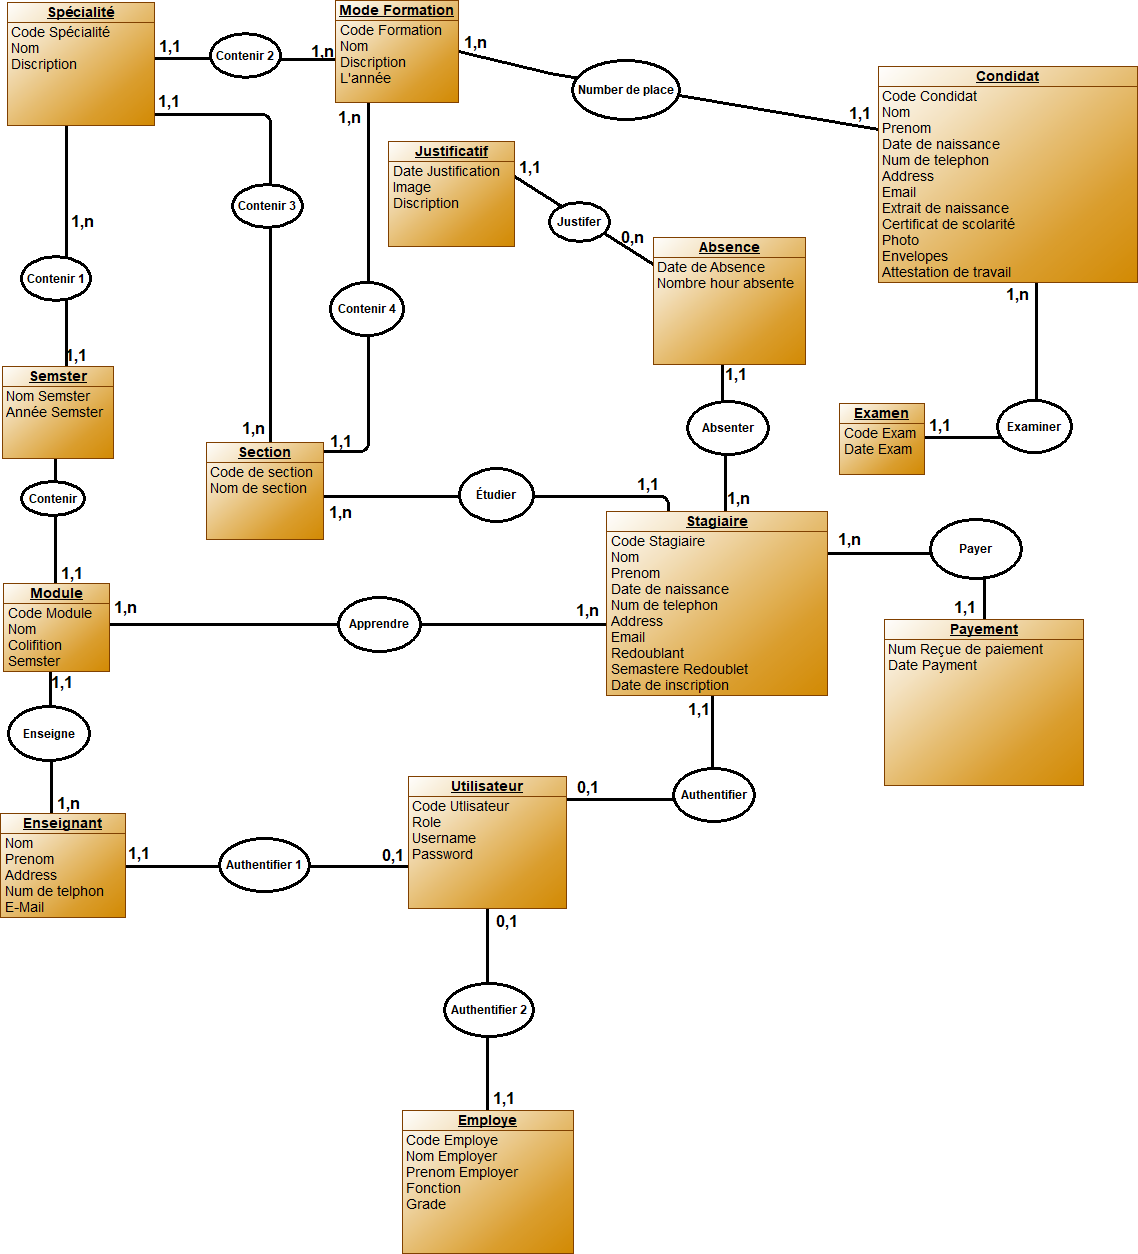 Spécialité
Code Spécialité
Nom
Discription
1,1
Contenir 2
1,n
Mode Formation
Code Formation
Nom
Discription
L'année
1,n
Number de place
1,1
Condidat
Code Condidat
Nom
Prenom
Date de naissance
Num de telephon
Address
Email
Extrait de naissance
Certificat de scolarité
Photo
Envelopes
Attestation de travail
1,1
Contenir 3
1,n
1,n
Contenir 4
1,1
Justificatif
Date Justification
Image
Discription
1,1
Justifer
0,n
Absence
Date de Absence
Nombre hour absente
1,1
Absenter
1,n
1,n
Contenir 1
1,1
1,n
Examiner
1,1
Examen
Code Exam
Date Exam
Semster
Nom Semster
Année Semster
Contenir
1,1
Section
Code de section
Nom de section
1,n
Étudier
1,1
Stagiaire
Code Stagiaire
Nom
Prenom
Date de naissance
Num de telephon
Address
Email
Redoublant
Semastere Redoublet
Date de inscription
1,n
Payer
1,1
Payement
Num Reçue de paiement
Date Payment
Module
Code Module
Nom
Colifition
Semster
1,n
Apprendre
1,n
1,1
Enseigne
1,n
1,1
Authentifier
0,1
Utilisateur
Code Utlisateur
Role
Username
Password
Enseignant
Nom
Prenom
Address
Num de telphon
E-Mail
1,1
Authentifier 1
0,1
0,1
Authentifier 2
1,1
Employe
Code Employe
Nom Employer
Prenom Employer
Fonction
Grade